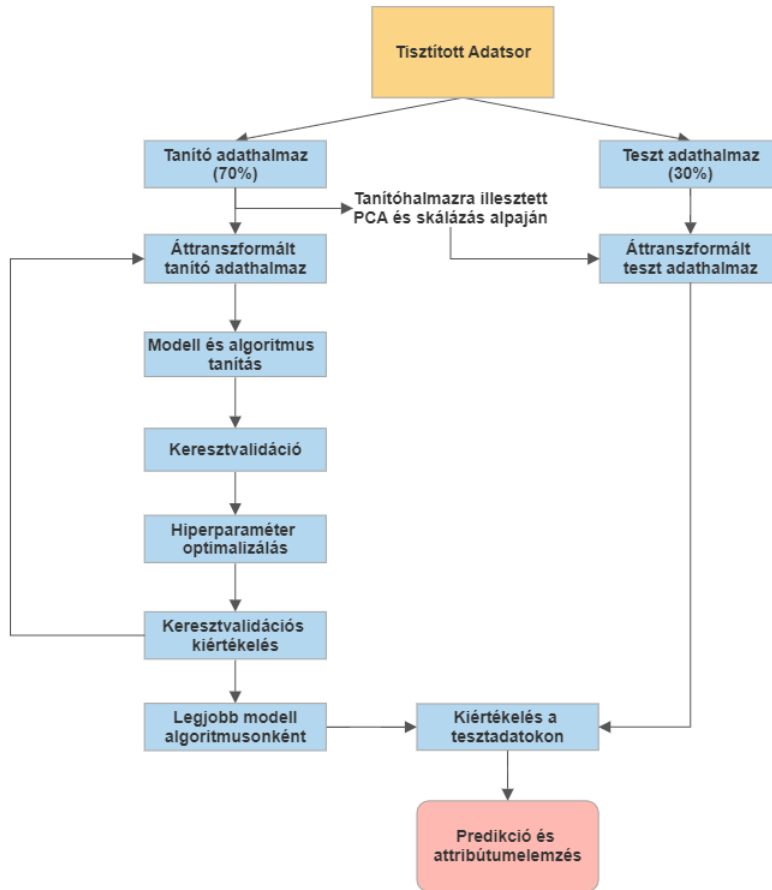 Tisztított Adatsor
Tanító adathalmaz
(70%)
Teszt adathalmaz
(30%)
Tanítóhalmazra illesztett
PCA és skálázás alpaján
Áttranszformált
tanító adathalmaz
Áttranszformált
teszt adathalmaz
Modell és algoritmus
tanítás
Keresztvalidáció
Hiperparaméter
optimalizálás
Keresztvalidációs
kiértékelés
Legjobb modell
algoritmusonként
Kiértékelés a
tesztadatokon
Predikció és
attribútumelemzés